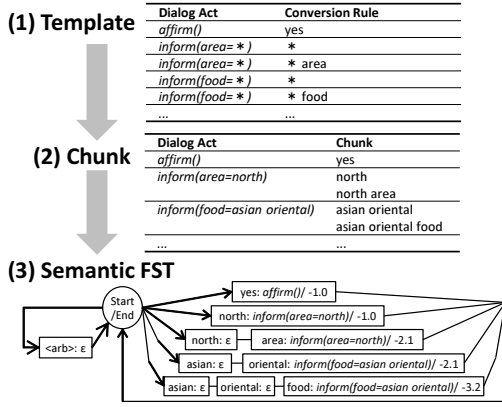 (1) Template
Dialog Act Conversion Rule
affirm() yes
inform(area=*) *
inform(area=*) * area
inform(food=*) *
inform(food=*) * food
... ...
(2) Chunk
Dialog Act Chunk
affirm() yes
inform(area=north) north
north area
inform(food=asian oriental) asian oriental
asian oriental food
... ...
(3) Semantic FST
Start
/End
yes: affirm()/ -1.0
north: inform(area=north)/ -1.0
<arb>: ε
north: ε area: inform(area=north)/ -2.1
asian: ε oriental: inform(food=asian oriental)/ -2.1
asian: ε oriental: ε food: inform(food=asian oriental)/ -3.2